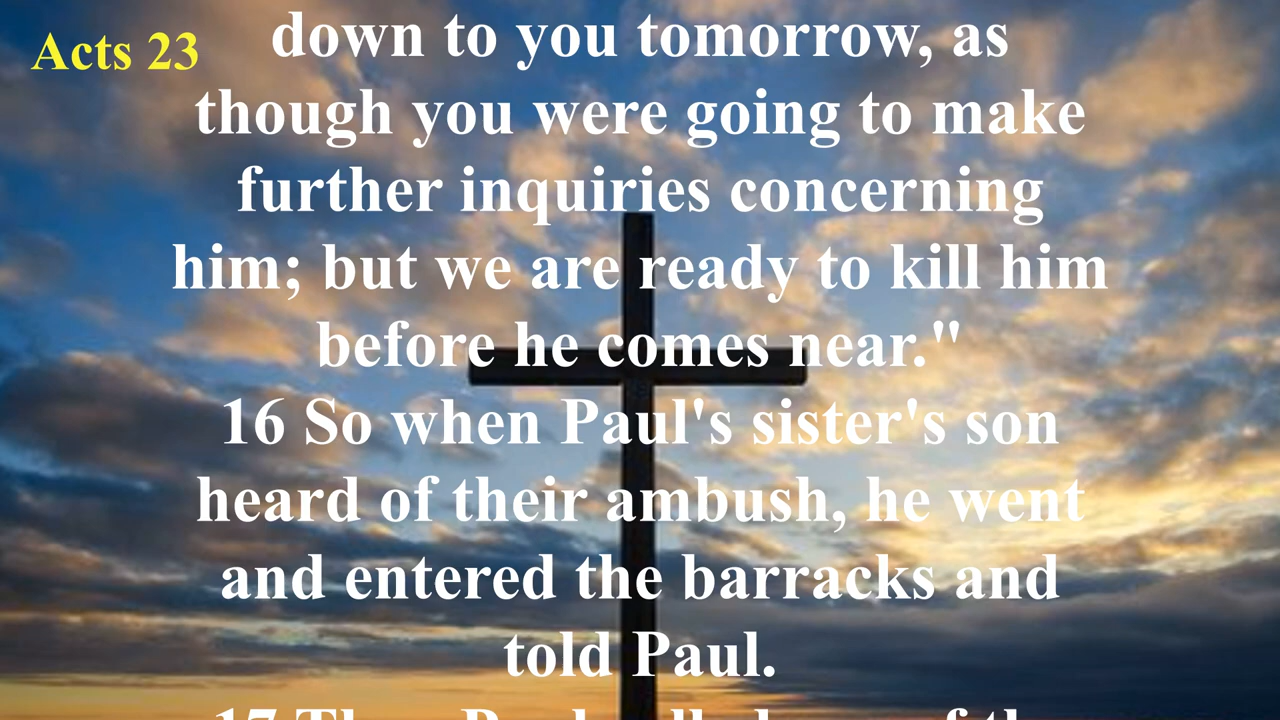 Acts 23
down to you tomorrow, as
though you were going to make
further inquiries concerning
him; but we are ready to kill him
before he comes near."
16 So when Paul's sister's son
heard of their ambush, he went
and entered the barracks and
told Paul.